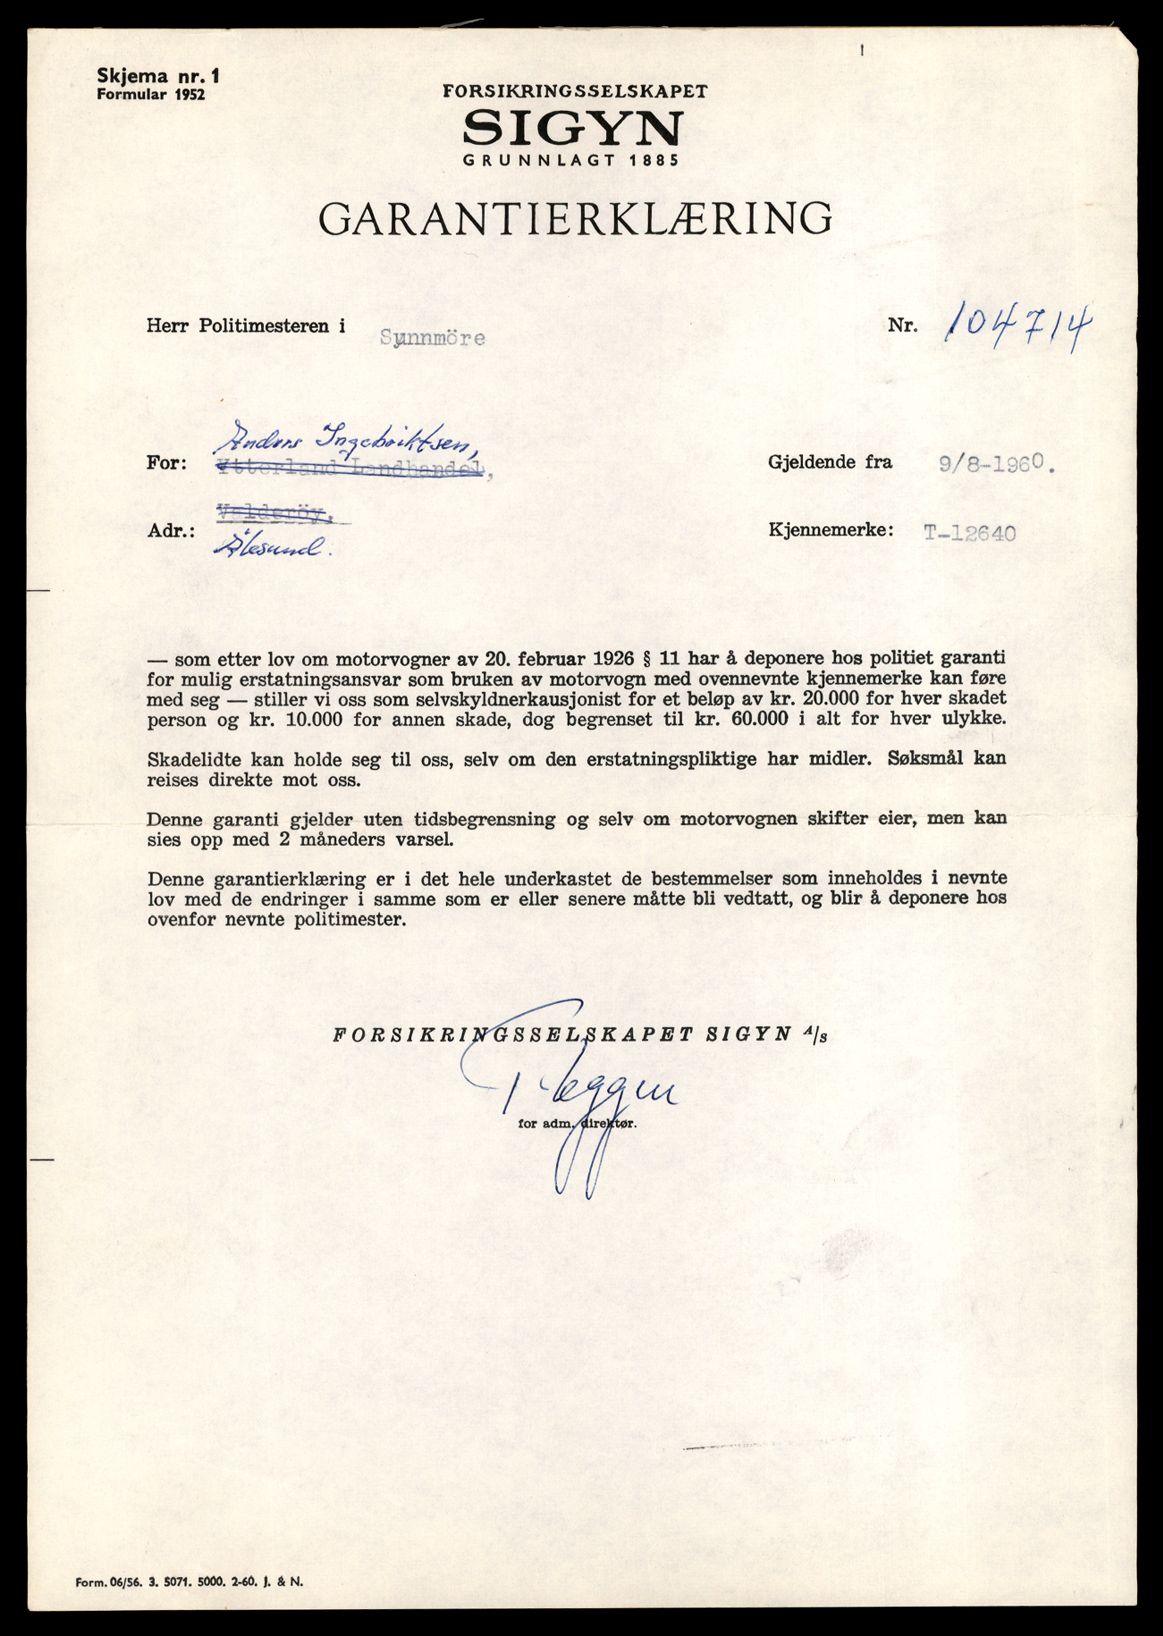 Skjema nr. 1
Formular 1952
FORSIKRINGSSELSKAPET
SIGYN
GRUNNLAGT 1885
GARANTIERKLÆRING
Herr Politimesteren i Synnmöre
Nr. 104714
Anders Ingebriktsen,
For: Ytterland Landhandel,
Gjeldende fra 9/8-1960.
Valderöy.
Adr.: Ålesund.
Kjennemerke: T-12640
— som etter lov om motorvogner av 20. februar 1926 § 11 har å deponere hos politiet garanti
for mulig erstatningsansvar som bruken av motorvogn med ovennevnte kjennemerke kan føre
med seg — stiller vi oss som selvskyldnerkausjonist for et beløp av kr. 20.000 for hver skadet
person og kr. 10.000 for annen skade, dog begrenset til kr. 60.000 i alt for hver ulykke.
Skadelidte kan holde seg til oss, selv om den erstatningspliktige har midler. Søksmål kan
reises direkte mot oss.
Denne garanti gjelder uten tidsbegrensning og selv om motorvognen skifter eier, men kan
sies opp med 2 måneders varsel.
Denne garantierklæring er i det hele underkastet de bestemmelser som inneholdes i nevnte
lov med de endringer i samme som er eller senere måtte bli vedtatt, og blir å deponere hos
ovenfor nevnte politimester.
FORSIKRINGSSELSKAPET SIGYN A/s
for adm. direktør.
Form. 06/56. 3. 5071. 5000. 2-60. J. & N.